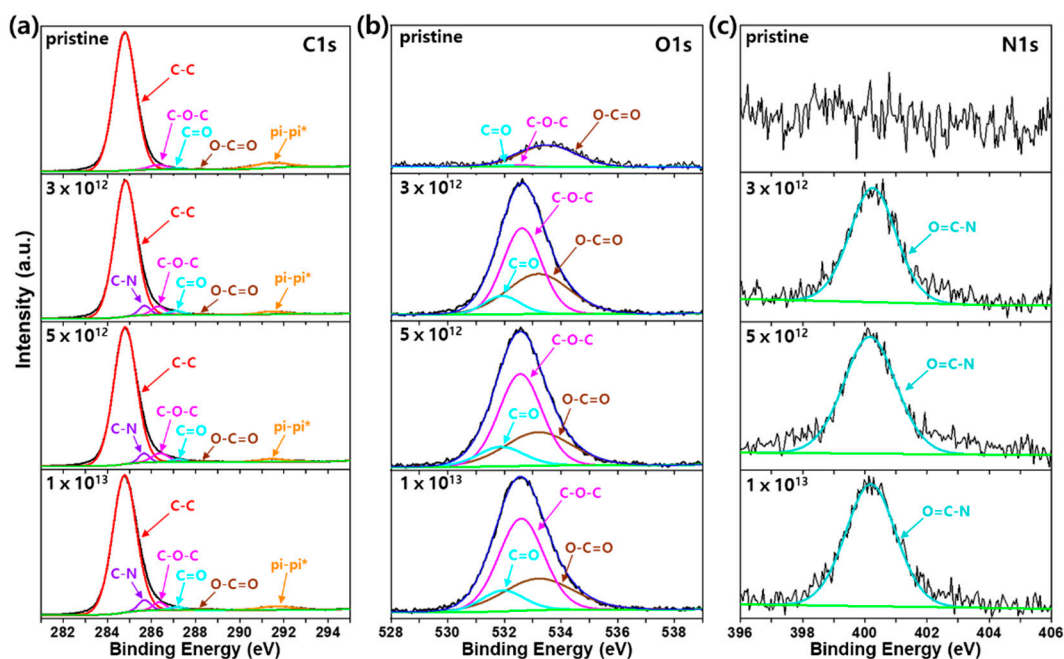 (a)
pristine
C1s
C-C
C-O-C
C=O
O-C=O
pi-pi*
3 x 10¹²
C-C
C-N
C-O-C
C=O
O-C=O
pi-pi*
5 x 10¹²
C-C
C-N
C-O-C
C=O
O-C=O
pi-pi*
1 x 10¹³
C-C
C-N
C-O-C
C=O
O-C=O
pi-pi*
282 284 286 288 290 292 294
Binding Energy (eV)
Intensity (a.u.)
(b)
pristine
O1s
C=O
C-O-C
O-C=O
3 x 10¹²
C-O-C
O-C=O
C=O
5 x 10¹²
C-O-C
O-C=O
C=O
1 x 10¹³
C-O-C
O-C=O
C=O
528 530 532 534 536 538
Binding Energy (eV)
(c)
pristine
N1s
3 x 10¹²
O=C-N
5 x 10¹²
O=C-N
1 x 10¹³
O=C-N
396 398 400 402 404 406
Binding Energy (eV)